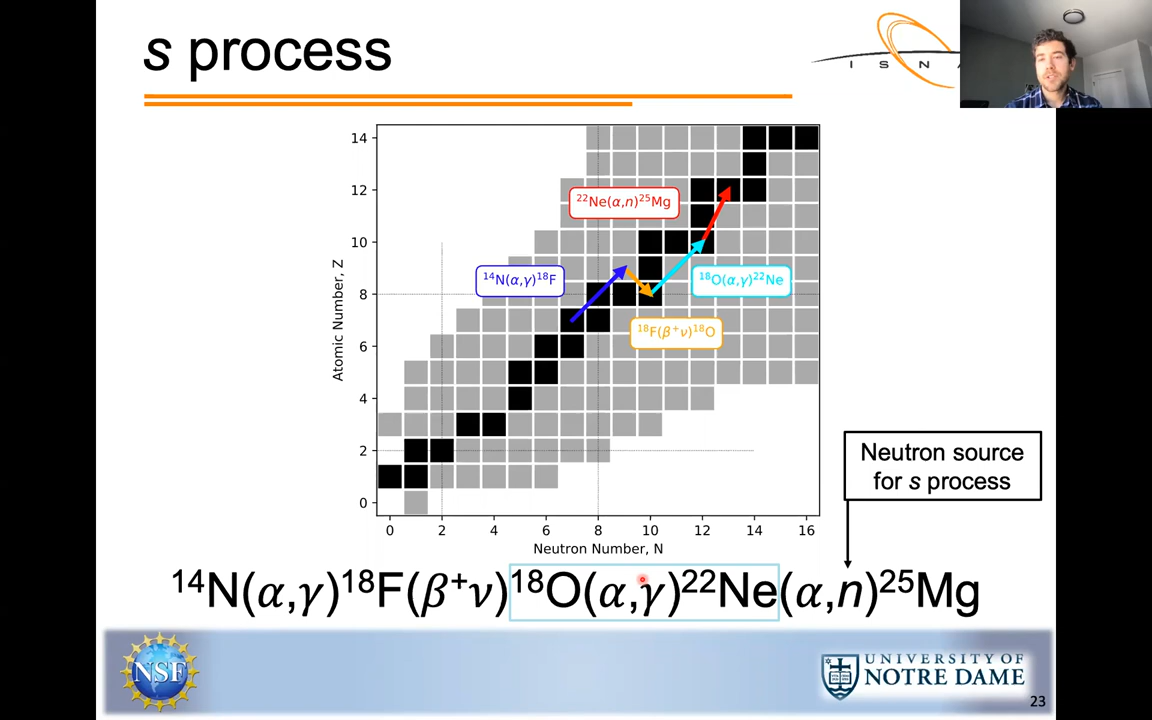 s process
I S N A
14
12
10
8
6
4
2
0
Atomic Number, Z
²²Ne(α,n)²⁵Mg
¹⁴N(α,γ)¹⁸F
¹⁸O(α,γ)²²Ne
¹⁸F(β⁺ν)¹⁸O
0 2 4 6 8 10 12 14 16
Neutron Number, N
Neutron source
for s process
¹⁴N(α,γ)¹⁸F(β⁺ν)¹⁸O(α,γ)²²Ne(α,n)²⁵Mg
NSF
UNIVERSITY OF
NOTRE DAME
23